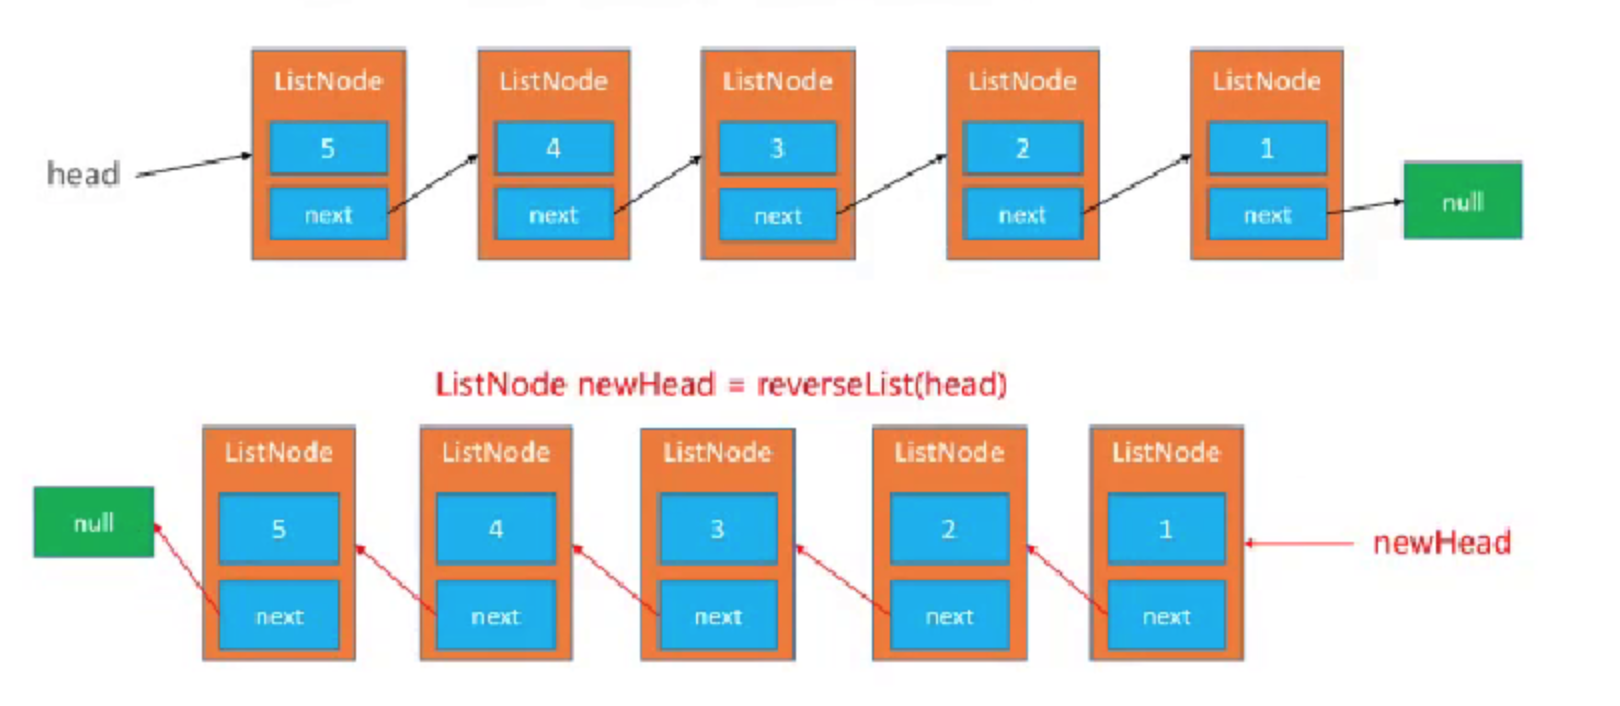 ListNode ListNode ListNode ListNode ListNode
5 4 3 2 1
head
next next next next next
null
ListNode newHead = reverseList(head)
ListNode ListNode ListNode ListNode ListNode
null
5 4 3 2 1
newHead
next next next next next